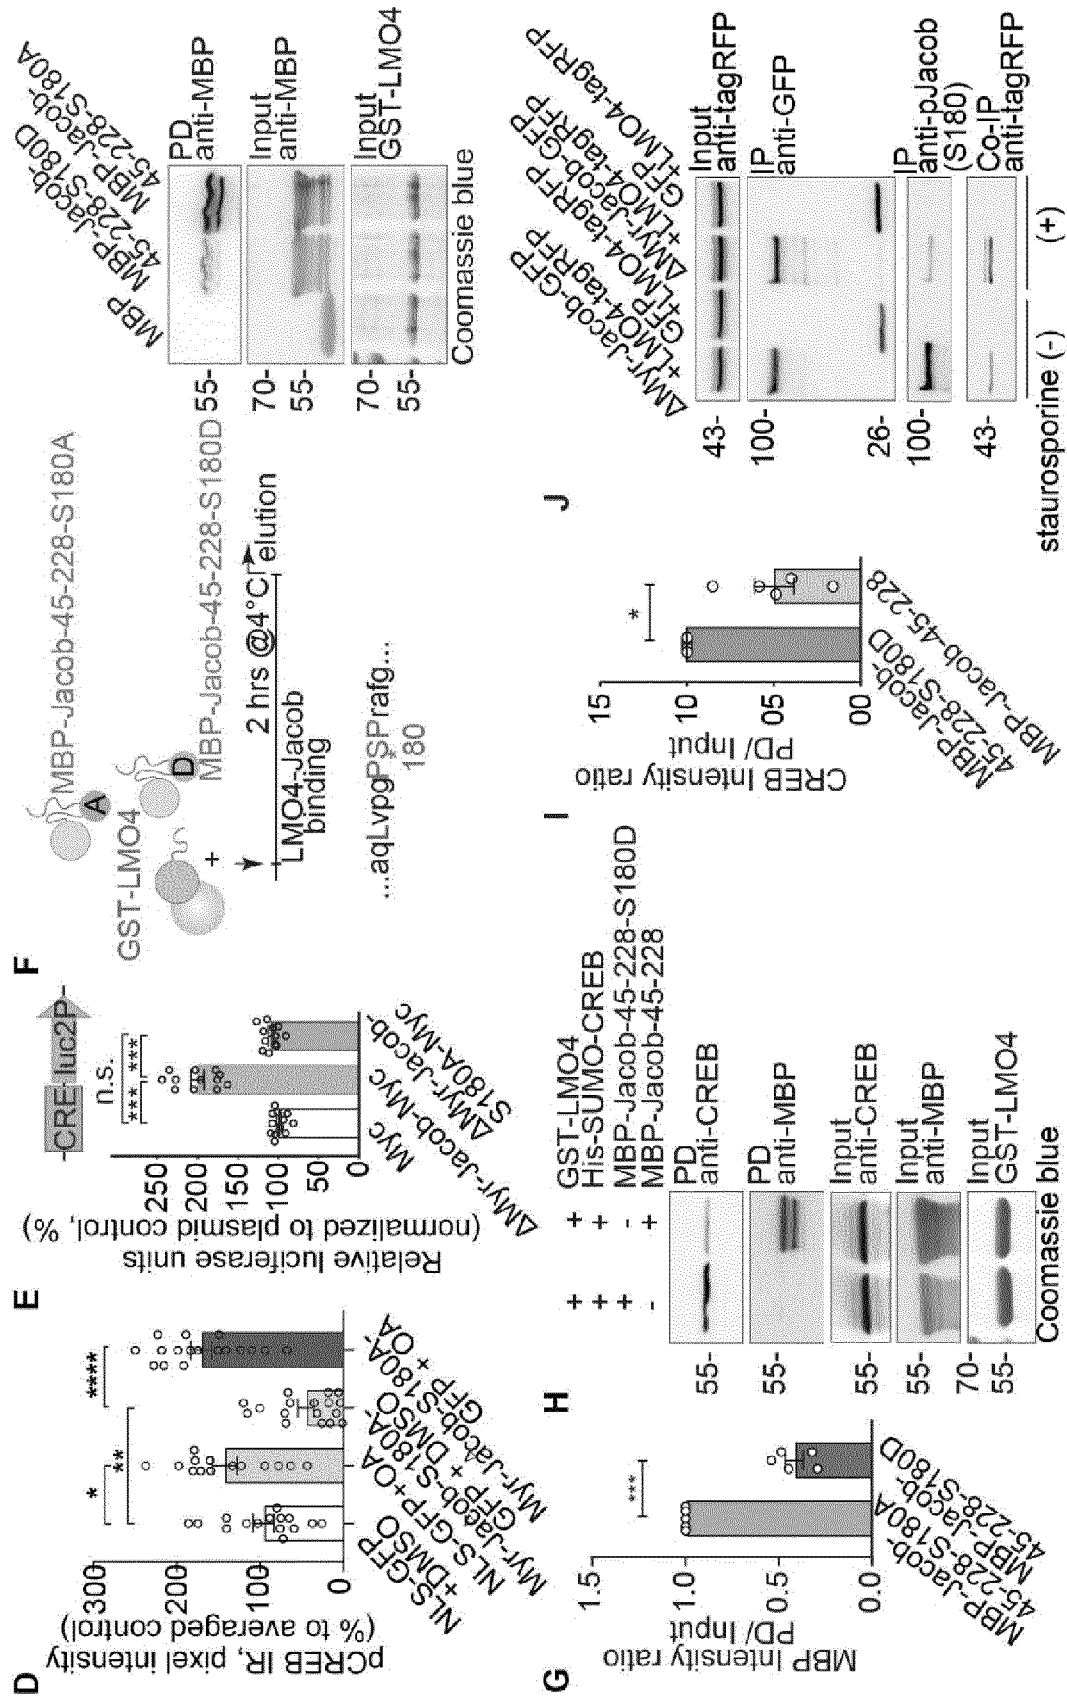 D
pCREB IR, pixel intensity
(% to averaged control)
300
200
100
0
*
**
****
NLS-GFP
+DMSO
NLS-GFP+OA
Myr-Jacob-S180A-
GFP + DMSO
Myr-Jacob-S180A-
GFP + OA
E
CRE
luc2P
Relative luciferase units
(normalized to plasmid control, %)
250
200
150
100
50
0
n.s.
***
***
Myc
ΔMyr-Jacob-Myc
ΔMyr-Jacob-
S180A-Myc
F
GST-LMO4
MBP-Jacob-45-228-S180A
A
D
MBP-Jacob-45-228-S180D
+
2 hrs @4°C
elution
LMO4-Jacob
binding
...aqLvpgPSPrafg...
*
180
MBP
MBP-Jacob-
45-228-S180D
MBP-Jacob-
45-228-S180A
55-
PD
anti-MBP
70-
55-
Input
anti-MBP
70-
55-
Input
GST-LMO4
Coomassie blue
G
MBP Intensity ratio
PD/ Input
1.5
1.0
0.5
0.0
***
MBP-Jacob-
45-228-S180A
MBP-Jacob-
45-228-S180D
H
+ + GST-LMO4
+ + His-SUMO-CREB
+ - MBP-Jacob-45-228-S180D
- + MBP-Jacob-45-228
55-
PD
anti-CREB
55-
PD
anti-MBP
55-
Input
anti-CREB
55-
Input
anti-MBP
70-
55-
Input
GST-LMO4
Coomassie blue
I
CREB Intensity ratio
PD/ Input
15
10
05
00
*
MBP-Jacob-
45-228-S180D
MBP-Jacob-45-228
J
ΔMyr-Jacob-GFP
+LMO4-tagRFP
GFP
+LMO4-tagRFP
ΔMyr-Jacob-GFP
+LMO4-tagRFP
GFP
+LMO4-tagRFP
43-
Input
anti-tagRFP
100-
26-
IP
anti-GFP
100-
IP
anti-pJacob
(S180)
43-
Co-IP
anti-tagRFP
staurosporine (-)
(+)